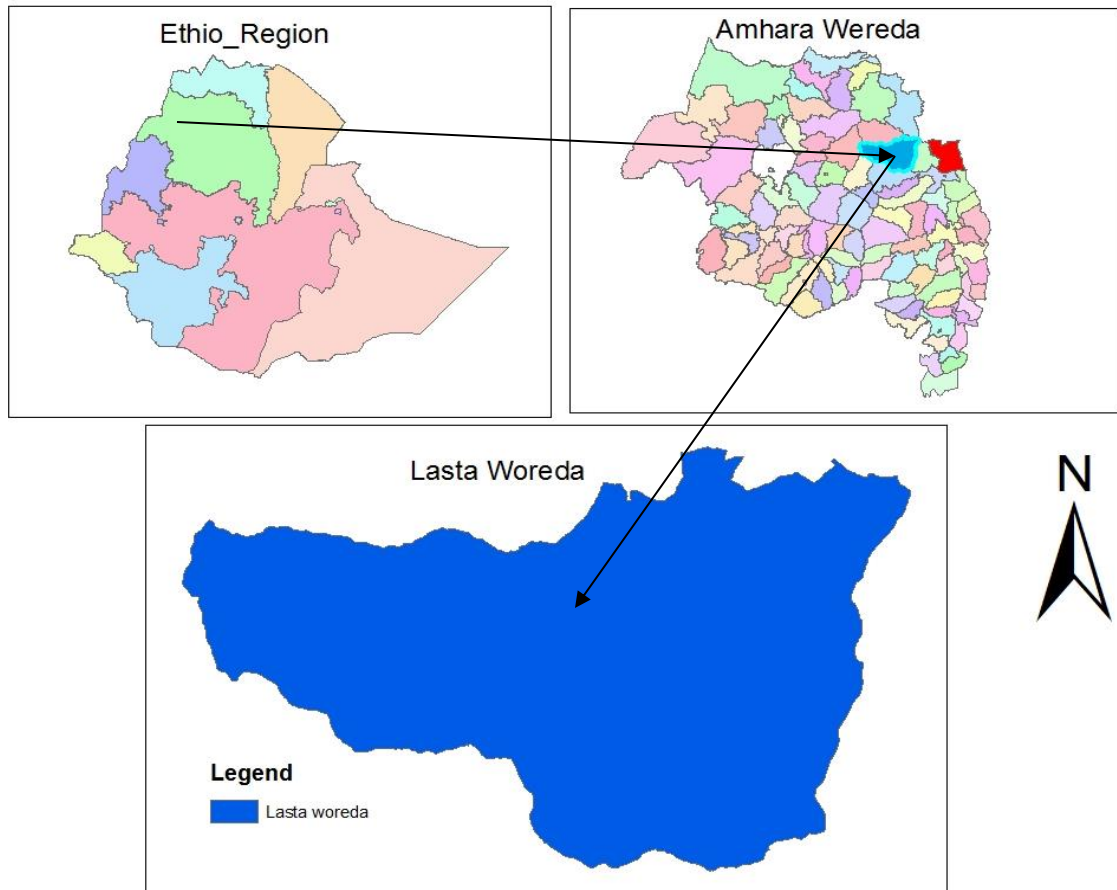 Ethio_Region
Amhara Wereda
Lasta Woreda
N
Legend
Lasta woreda